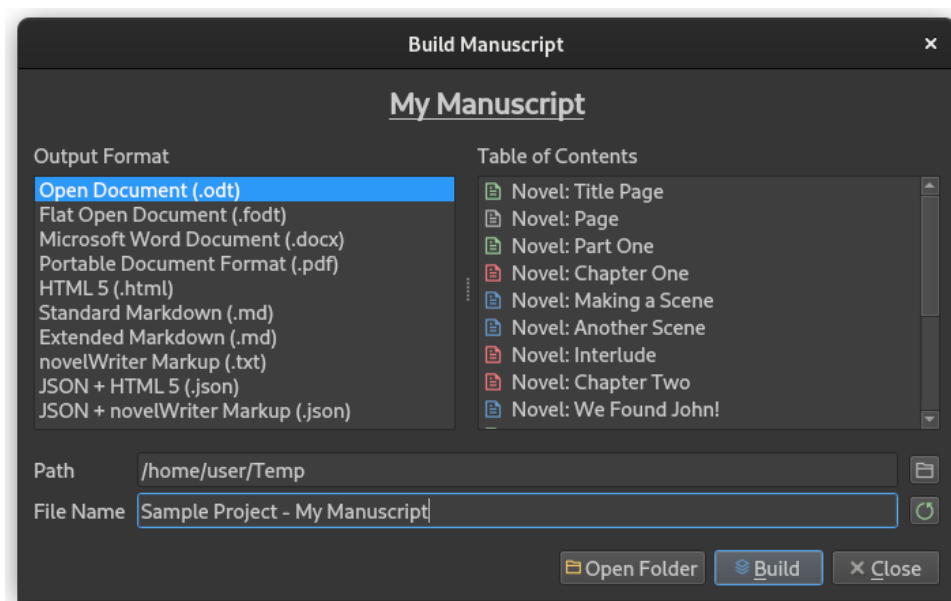 Build Manuscript
My Manuscript
Output Format
Open Document (.odt)
Flat Open Document (.fodt)
Microsoft Word Document (.docx)
Portable Document Format (.pdf)
HTML 5 (.html)
Standard Markdown (.md)
Extended Markdown (.md)
novelWriter Markup (.txt)
JSON + HTML 5 (.json)
JSON + novelWriter Markup (.json)
Table of Contents
Novel: Title Page
Novel: Page
Novel: Part One
Novel: Chapter One
Novel: Making a Scene
Novel: Another Scene
Novel: Interlude
Novel: Chapter Two
Novel: We Found John!
Path /home/user/Temp
File Name Sample Project - My Manuscript
Open Folder Build Close